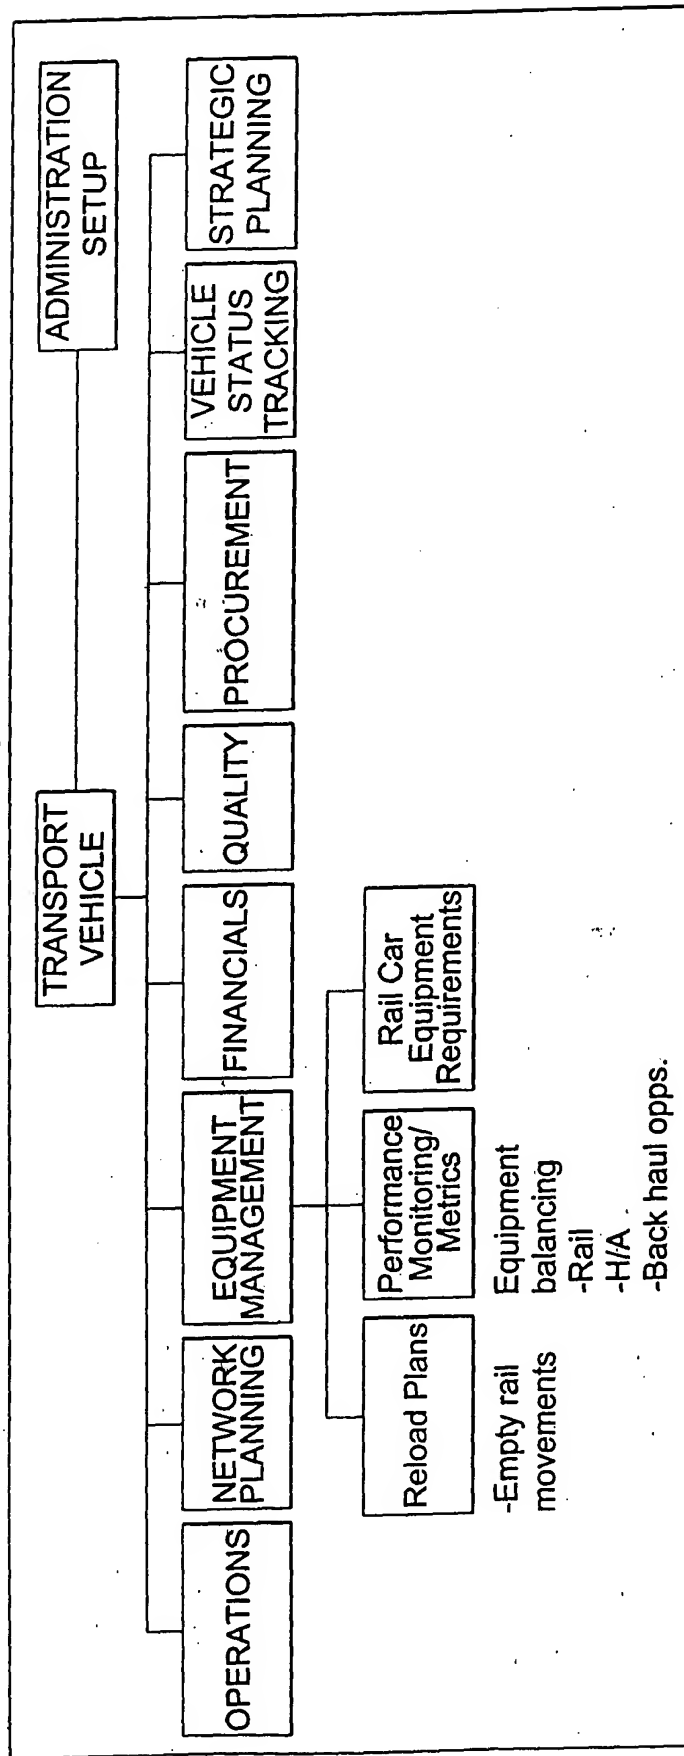 TRANSPORT
VEHICLE
ADMINISTRATION
SETUP
OPERATIONS
NETWORK
PLANNING
EQUIPMENT
MANAGEMENT
FINANCIALS
QUALITY
PROCUREMENT
VEHICLE
STATUS
TRACKING
STRATEGIC
PLANNING
Reload Plans
Performance
Monitoring/
Metrics
Rail Car
Equipment
Requirements
-Empty rail
movements
Equipment
balancing
-Rail
-H/A
-Back haul opps.